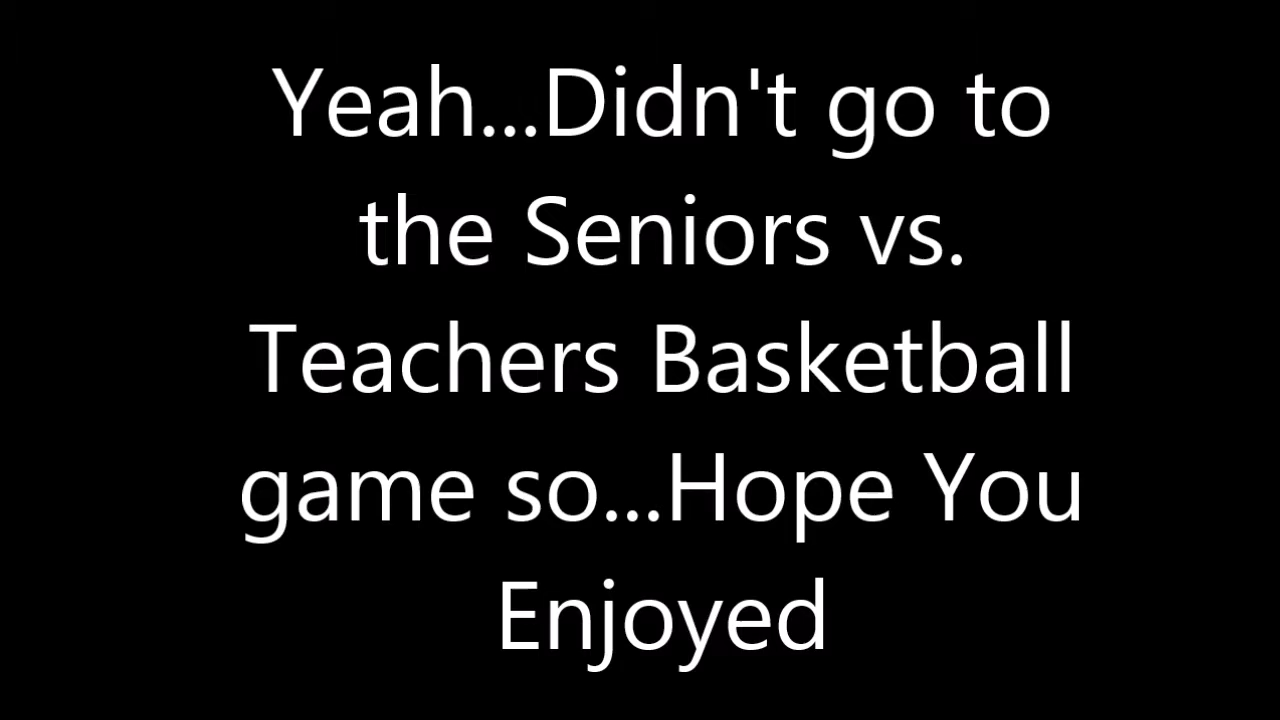 Yeah...Didn't go to
the Seniors vs.
Teachers Basketball
game so...Hope You
Enjoyed